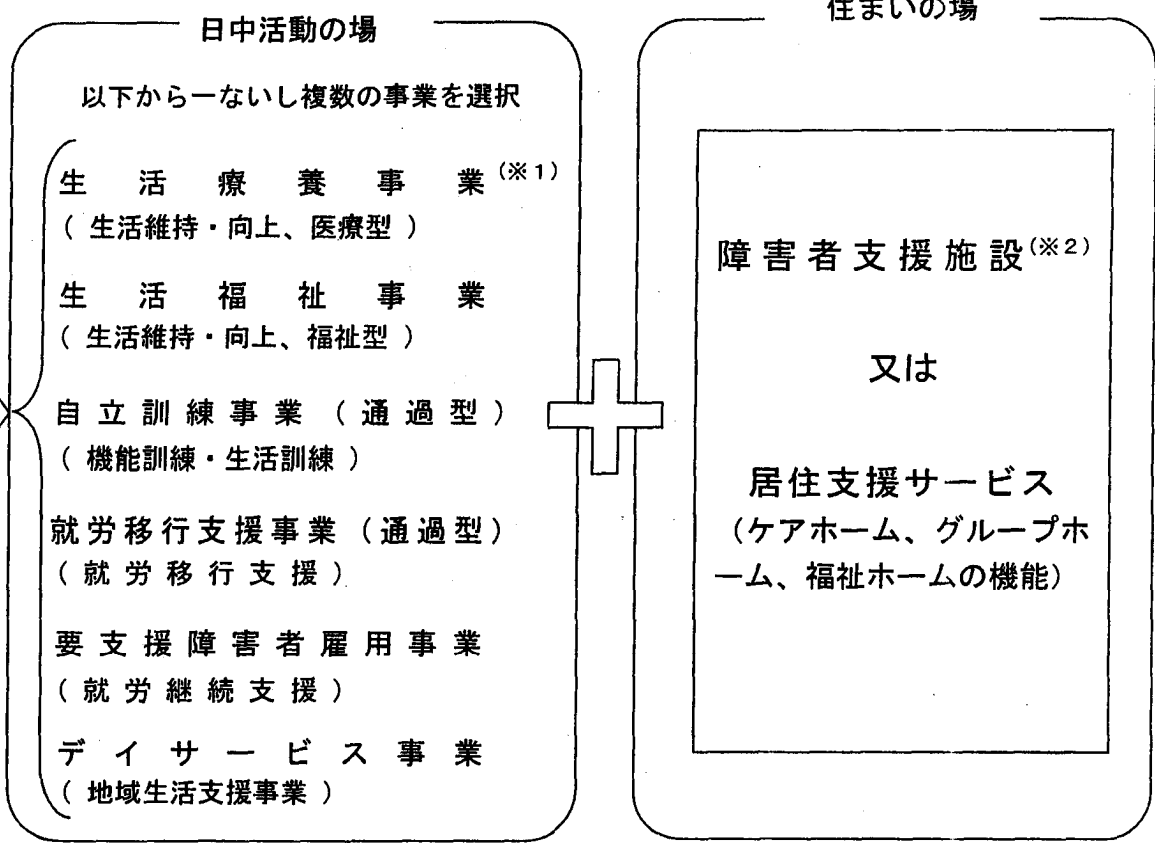 日中活動の場
以下から一ないし複数の事業を選択
生活療養事業(※1)
(生活維持・向上、医療型)
生活福祉事業
(生活維持・向上、福祉型)
自立訓練事業(通過型)
(機能訓練・生活訓練)
就労移行支援事業(通過型)
(就労移行支援)
要支援障害者雇用事業
(就労継続支援)
デイサービス事業
(地域生活支援事業)
住まいの場
障害者支援施設(※2)
又は
居住支援サービス
(ケアホーム、グループホ
ーム、福祉ホームの機能)